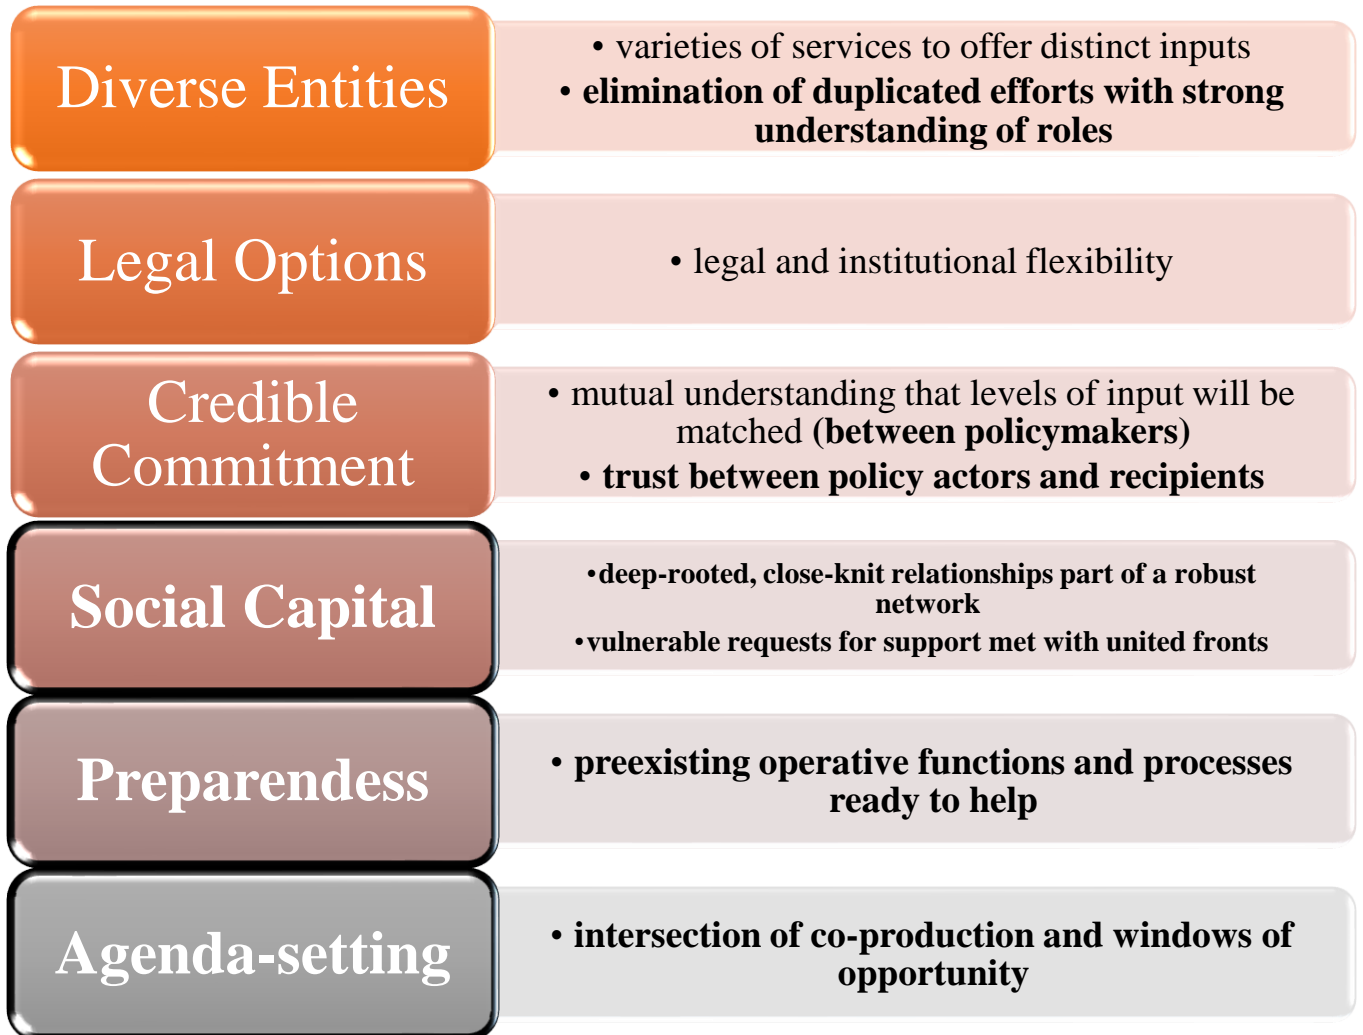 Diverse Entities
• varieties of services to offer distinct inputs
• elimination of duplicated efforts with strong
understanding of roles
Legal Options
• legal and institutional flexibility
Credible
Commitment
• mutual understanding that levels of input will be
matched (between policymakers)
• trust between policy actors and recipients
Social Capital
•deep-rooted, close-knit relationships part of a robust
network
•vulnerable requests for support met with united fronts
Preparendess
• preexisting operative functions and processes
ready to help
Agenda-setting
• intersection of co-production and windows of
opportunity